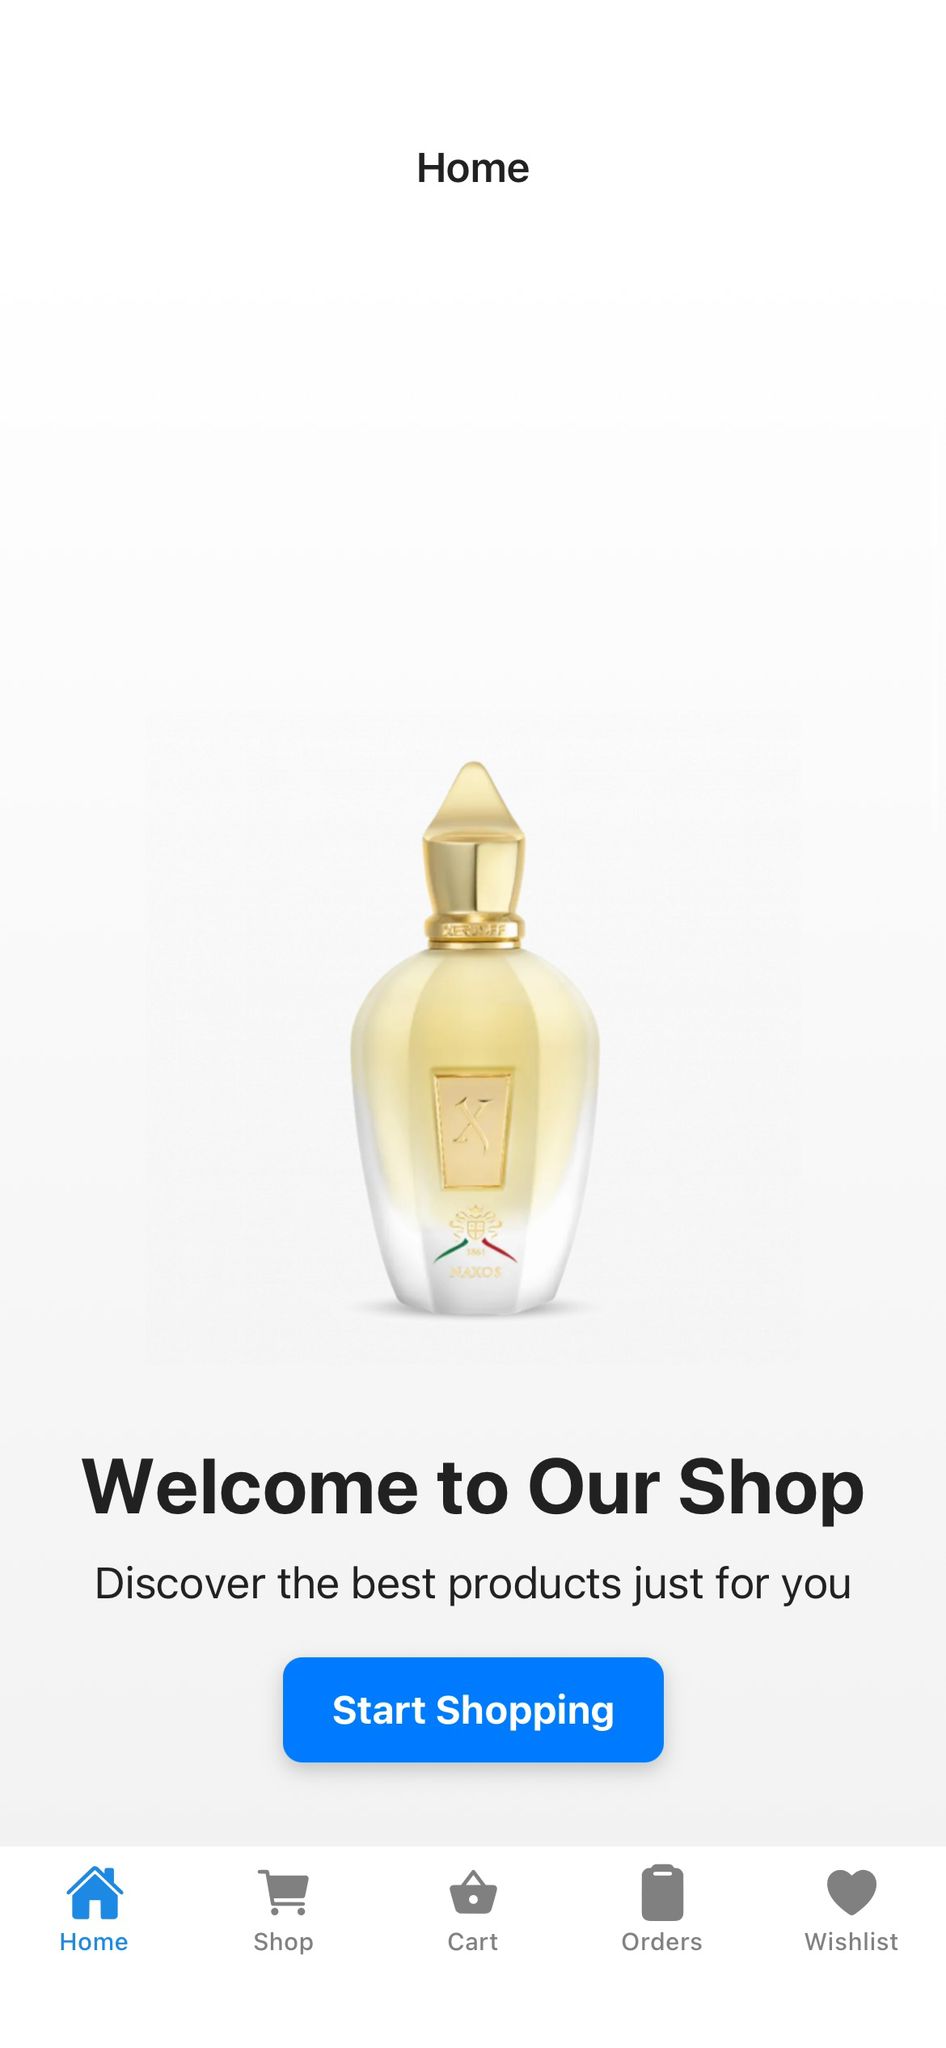 Home
XERJOFF
X
1861
NAXOS
Welcome to Our Shop
Discover the best products just for you
Start Shopping
Home
Shop
Cart
Orders
Wishlist